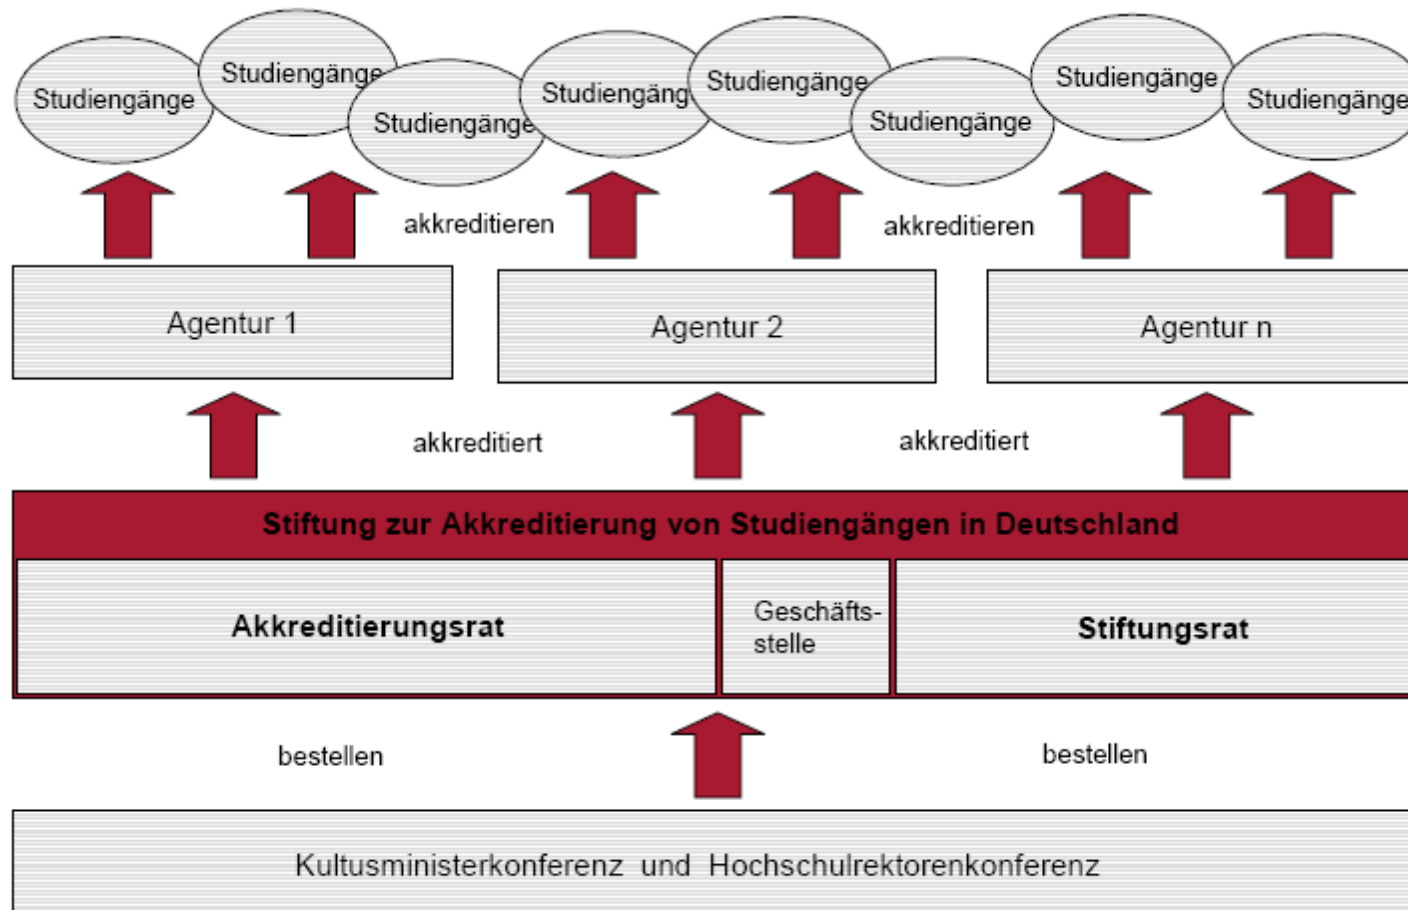 Studiengänge
Studiengänge
Studiengänge
Studiengäng
Studiengänge
Studiengänge
Studiengänge
Studiengänge
akkreditieren
akkreditieren
Agentur 1
Agentur 2
Agentur n
akkreditiert
akkreditiert
Stiftung zur Akkreditierung von Studiengängen in Deutschland
Akkreditierungsrat
Geschäfts-
stelle
Stiftungsrat
bestellen
bestellen
Kultusministerkonferenz und Hochschulrektorenkonferenz